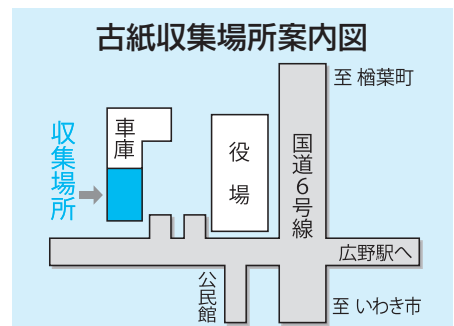 古紙収集場所案内図
至 楢葉町
収集場所
車庫
役場
国道6号線
広野駅へ
公民館
至 いわき市